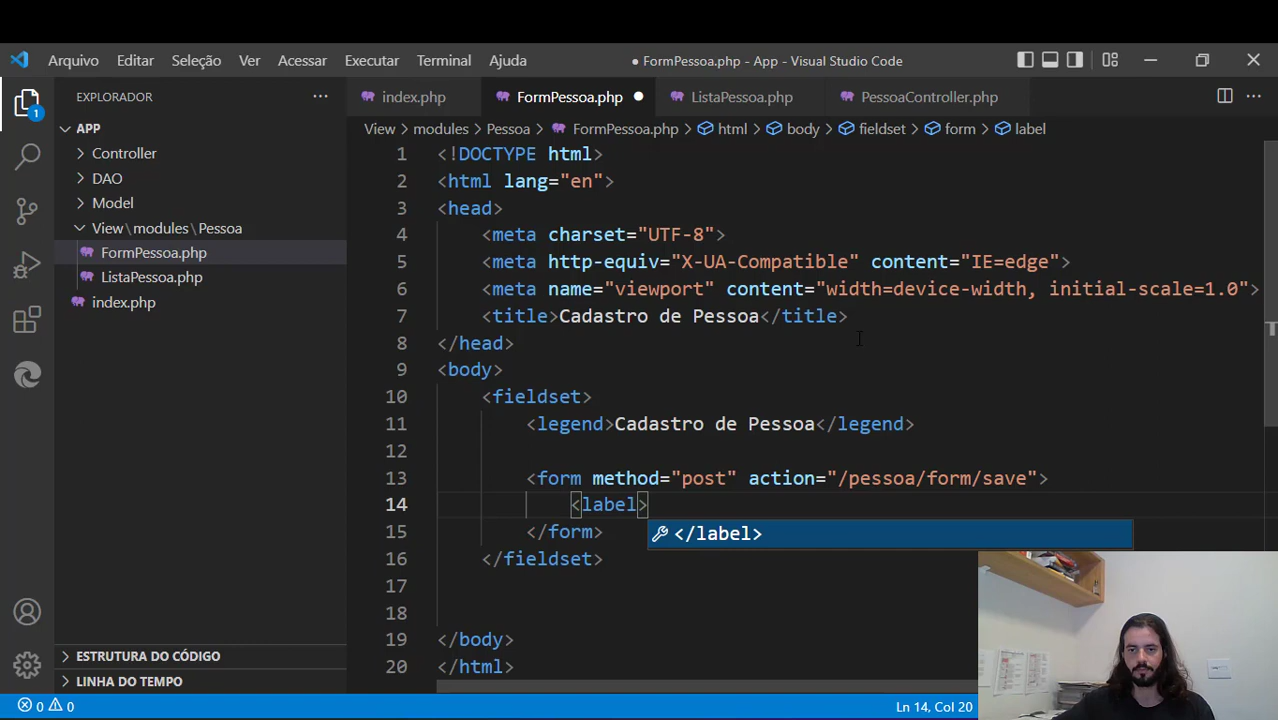 Arquivo Editar Seleção Ver Acessar Executar Terminal Ajuda ● FormPessoa.php - App - Visual Studio Code
EXPLORADOR ...
index.php FormPessoa.php ● ListaPessoa.php PessoaController.php ...
1
APP
View > modules > Pessoa > FormPessoa.php > html > body > fieldset > form > label
Controller
DAO
Model
View\modules\Pessoa
FormPessoa.php
ListaPessoa.php
index.php
1 <!DOCTYPE html>
2 <html lang="en">
3 <head>
4 <meta charset="UTF-8">
5 <meta http-equiv="X-UA-Compatible" content="IE=edge">
6 <meta name="viewport" content="width=device-width, initial-scale=1.0">
7 <title>Cadastro de Pessoa</title>
8 </head>
9 <body>
10 <fieldset>
11 <legend>Cadastro de Pessoa</legend>
12
13 <form method="post" action="/pessoa/form/save">
14 <label>
</label>
15 </form>
16 </fieldset>
17
18
19 </body>
20 </html>
ESTRUTURA DO CÓDIGO
LINHA DO TEMPO
0 0 Ln 14, Col 20